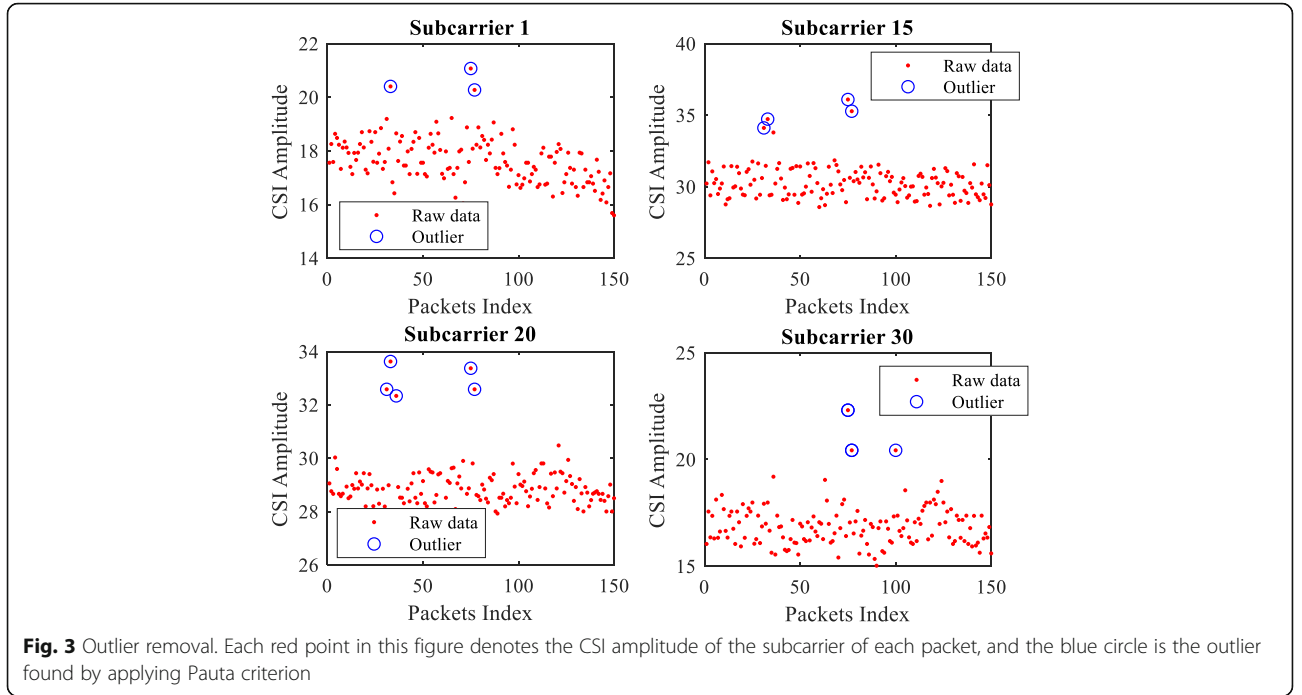 Subcarrier 1
22
20
18
16
14
CSI Amplitude
Raw data
Outlier
0
50
100
150
Packets Index
Subcarrier 15
40
35
30
25
CSI Amplitude
Raw data
Outlier
0
50
100
150
Packets Index
Subcarrier 20
34
32
30
28
26
CSI Amplitude
Raw data
Outlier
0
50
100
150
Packets Index
Subcarrier 30
25
20
15
CSI Amplitude
Raw data
Outlier
0
50
100
150
Packets Index
Fig. 3 Outlier removal. Each red point in this figure denotes the CSI amplitude of the subcarrier of each packet, and the blue circle is the outlier
found by applying Pauta criterion